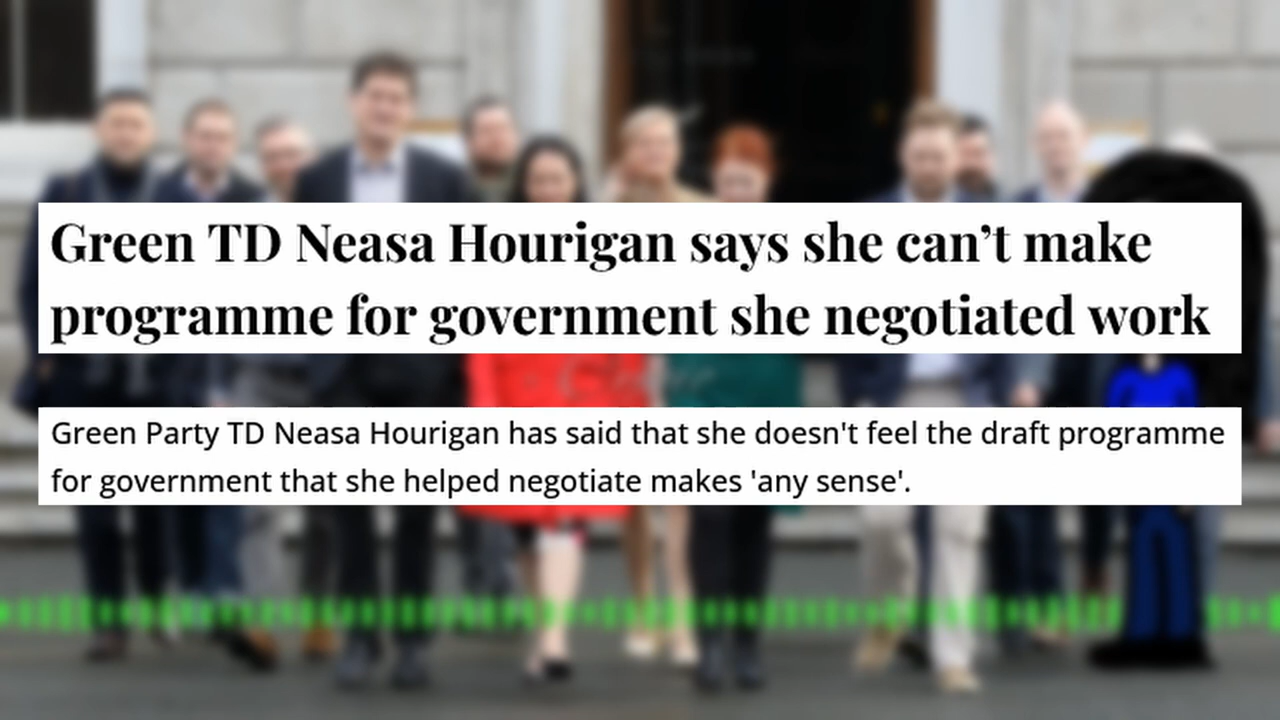 Green TD Neasa Hourigan says she can’t make
programme for government she negotiated work
Green Party TD Neasa Hourigan has said that she doesn't feel the draft programme
for government that she helped negotiate makes 'any sense'.